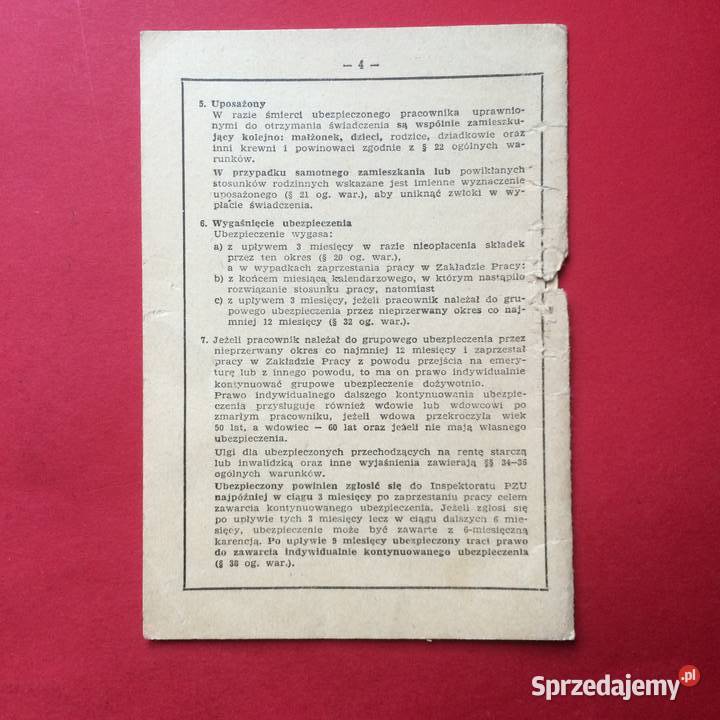 — 4 —
5. Uposażony
W razie śmierci ubezpieczonego pracownika uprawnio-
nymi do otrzymania świadczenia są wspólnie zamieszku-
jący kolejno: małżonek, dzieci, rodzice, dziadkowie oraz
inni krewni i powinowaci zgodnie z § 22 ogólnych wa-
runków.
W przypadku samotnego zamieszkania lub powikłanych
stosunków rodzinnych wskazane jest imienne wyznaczenie
uposażonego (§ 21 og. war.), aby uniknąć zwłoki w wy-
płacie świadczenia.
6. Wygaśnięcie ubezpieczenia
Ubezpieczenie wygasa:
a) z upływem 3 miesięcy w razie nieopłacenia składek
przez ten okres (§ 20 og. war.),
a w wypadkach zaprzestania pracy w Zakładzie Pracy:
b) z końcem miesiąca kalendarzowego, w którym nastąpiło
rozwiązanie stosunku pracy, natomiast
c) z upływem 3 miesięcy, jeżeli pracownik należał do gru-
powego ubezpieczenia przez nieprzerwany okres co naj-
mniej 12 miesięcy (§ 32 og. war.).
7. Jeżeli pracownik należał do grupowego ubezpieczenia przez
nieprzerwany okres co najmniej 12 miesięcy i zaprzestał
pracy w Zakładzie Pracy z powodu przejścia na emery-
turę lub z innego powodu, to ma on prawo indywidualnie
kontynuować grupowe ubezpieczenie dożywotnio.
Prawo indywidualnego dalszego kontynuowania ubezpie-
czenia przysługuje również wdowie lub wdowcowi po
zmarłym pracowniku, jeżeli wdowa przekroczyła wiek
50 lat, a wdowiec — 60 lat oraz jeżeli nie mają własnego
ubezpieczenia.
Ulgi dla ubezpieczonych przechodzących na rentę starczą
lub inwalidzką oraz inne wyjaśnienia zawierają §§ 34—36
ogólnych warunków.
Ubezpieczony powinien zgłosić się do Inspektoratu PZU
najpóźniej w ciągu 3 miesięcy po zaprzestaniu pracy celem
zawarcia kontynuowanego ubezpieczenia. Jeżeli zgłosi się
po upływie tych 3 miesięcy lecz w ciągu dalszych 6 mie-
sięcy, ubezpieczenie może być zawarte z 6-miesięczną
karencją. Po upływie 9 miesięcy ubezpieczony traci prawo
do zawarcia indywidualnie kontynuowanego ubezpieczenia
(§ 38 og. war.).
Sprzedajemy.pl